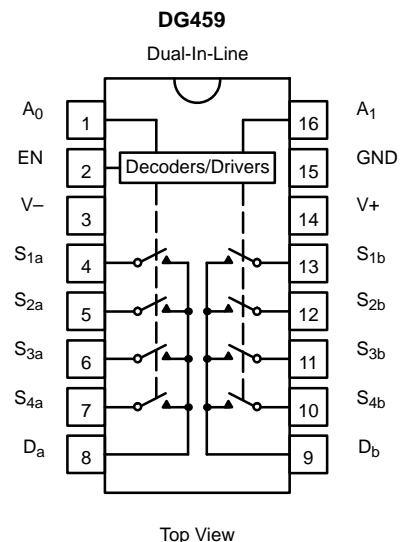 DG459
Dual-In-Line
A0 1 16 A1
EN 2 Decoders/Drivers 15 GND
V– 3 14 V+
S1a 4 13 S1b
S2a 5 12 S2b
S3a 6 11 S3b
S4a 7 10 S4b
Da 8 9 Db
Top View